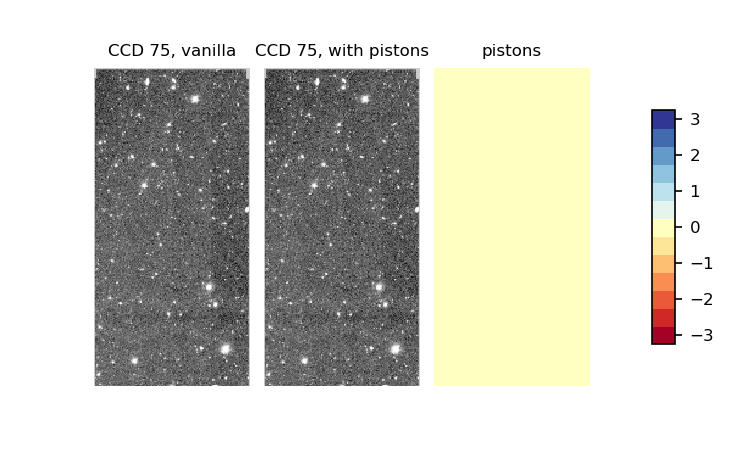 CCD 75, vanilla
CCD 75, with pistons
pistons
3
2
1
0
−1
−2
−3